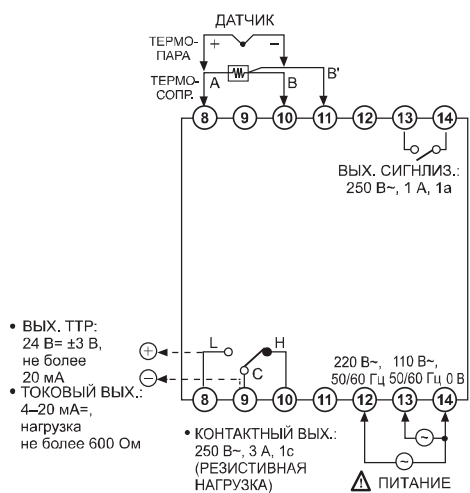 ДАТЧИК
ТЕРМО-
ПАРА
+ −
ТЕРМО-
СОПР.
A B B'
8 9 10 11 12 13 14
ВЫХ. СИГНЛИЗ.:
250 В~, 1 А, 1a
• ВЫХ. ТТР:
24 В= ±3 В,
не более
20 мА
• ТОКОВЫЙ ВЫХ.:
4–20 мА=,
нагрузка
не более 600 Ом
+
−
L H
C
220 В~, 110 В~,
50/60 Гц 50/60 Гц 0 В
8 9 10 11 12 13 14
• КОНТАКТНЫЙ ВЫХ.:
250 В~, 3 А, 1c
(РЕЗИСТИВНАЯ
НАГРУЗКА)
~
~
! ПИТАНИЕ